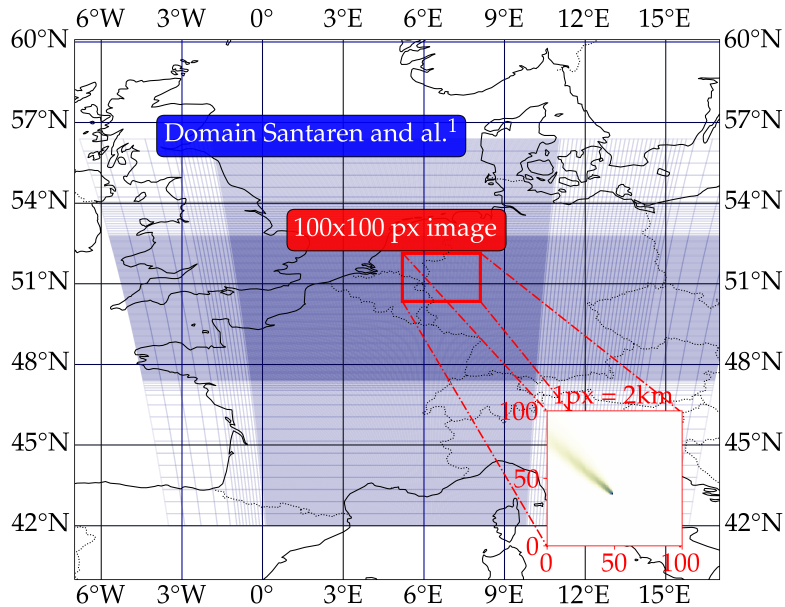 6°W 3°W 0° 3°E 6°E 9°E 12°E 15°E
60°N 60°N
57°N 57°N
Domain Santaren and al.¹
54°N 54°N
100x100 px image
51°N 51°N
48°N 48°N
1px = 2km
100
45°N 45°N
50
42°N 42°N
0
0 50 100
6°W 3°W 0° 3°E 6°E 9°E 12°E 15°E